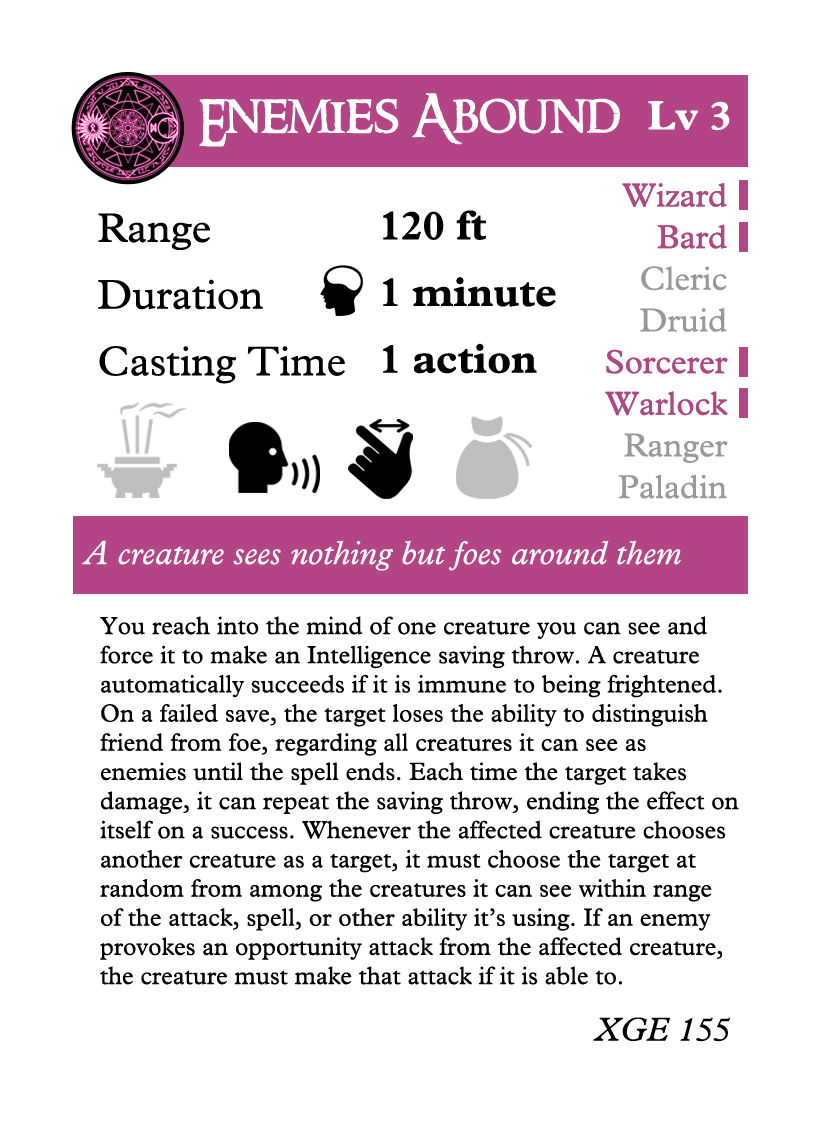 Enemies Abound Lv 3
Wizard
Bard
Cleric
Druid
Sorcerer
Warlock
Ranger
Paladin
Range 120 ft
Duration 1 minute
Casting Time 1 action
A creature sees nothing but foes around them
You reach into the mind of one creature you can see and
force it to make an Intelligence saving throw. A creature
automatically succeeds if it is immune to being frightened.
On a failed save, the target loses the ability to distinguish
friend from foe, regarding all creatures it can see as
enemies until the spell ends. Each time the target takes
damage, it can repeat the saving throw, ending the effect on
itself on a success. Whenever the affected creature chooses
another creature as a target, it must choose the target at
random from among the creatures it can see within range
of the attack, spell, or other ability it’s using. If an enemy
provokes an opportunity attack from the affected creature,
the creature must make that attack if it is able to.
XGE 155